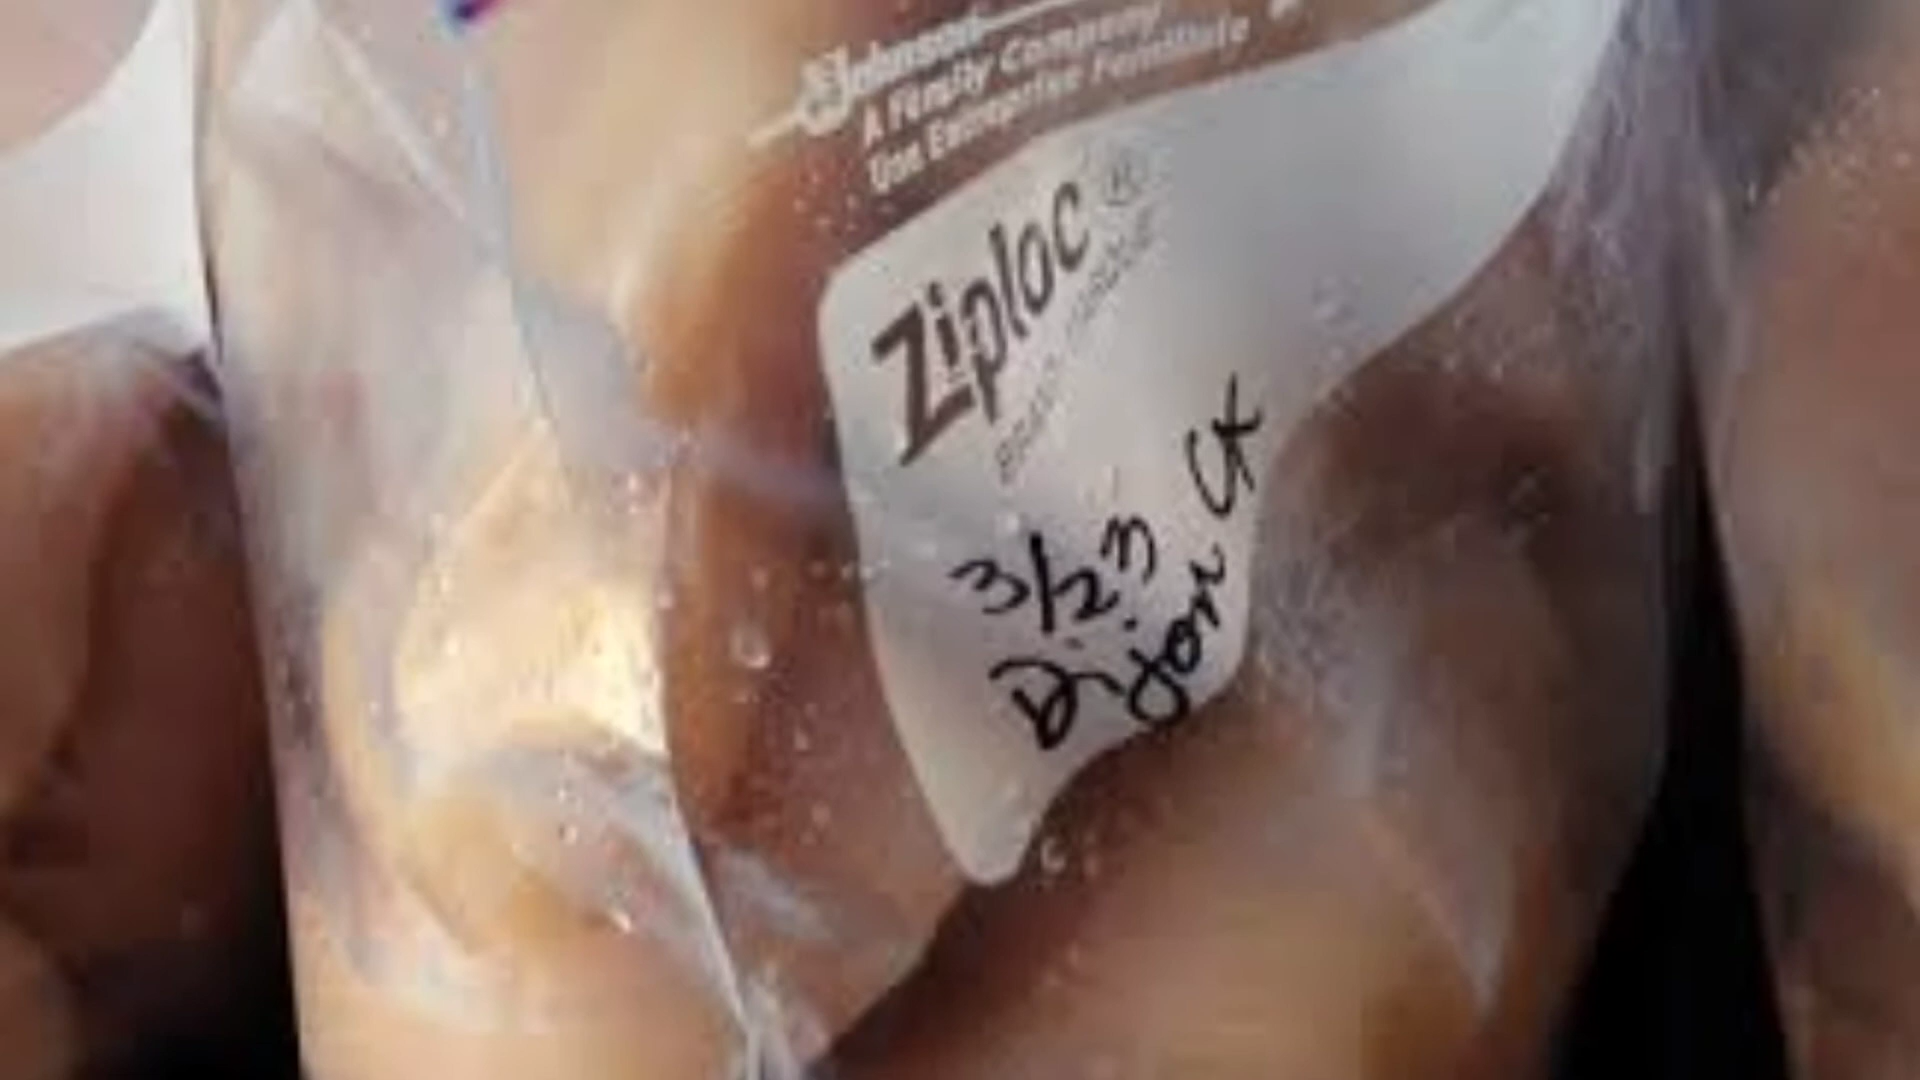 SC Johnson
A Family Company
Une Entreprise Familiale
Ziploc®
3/23
Dijon CK